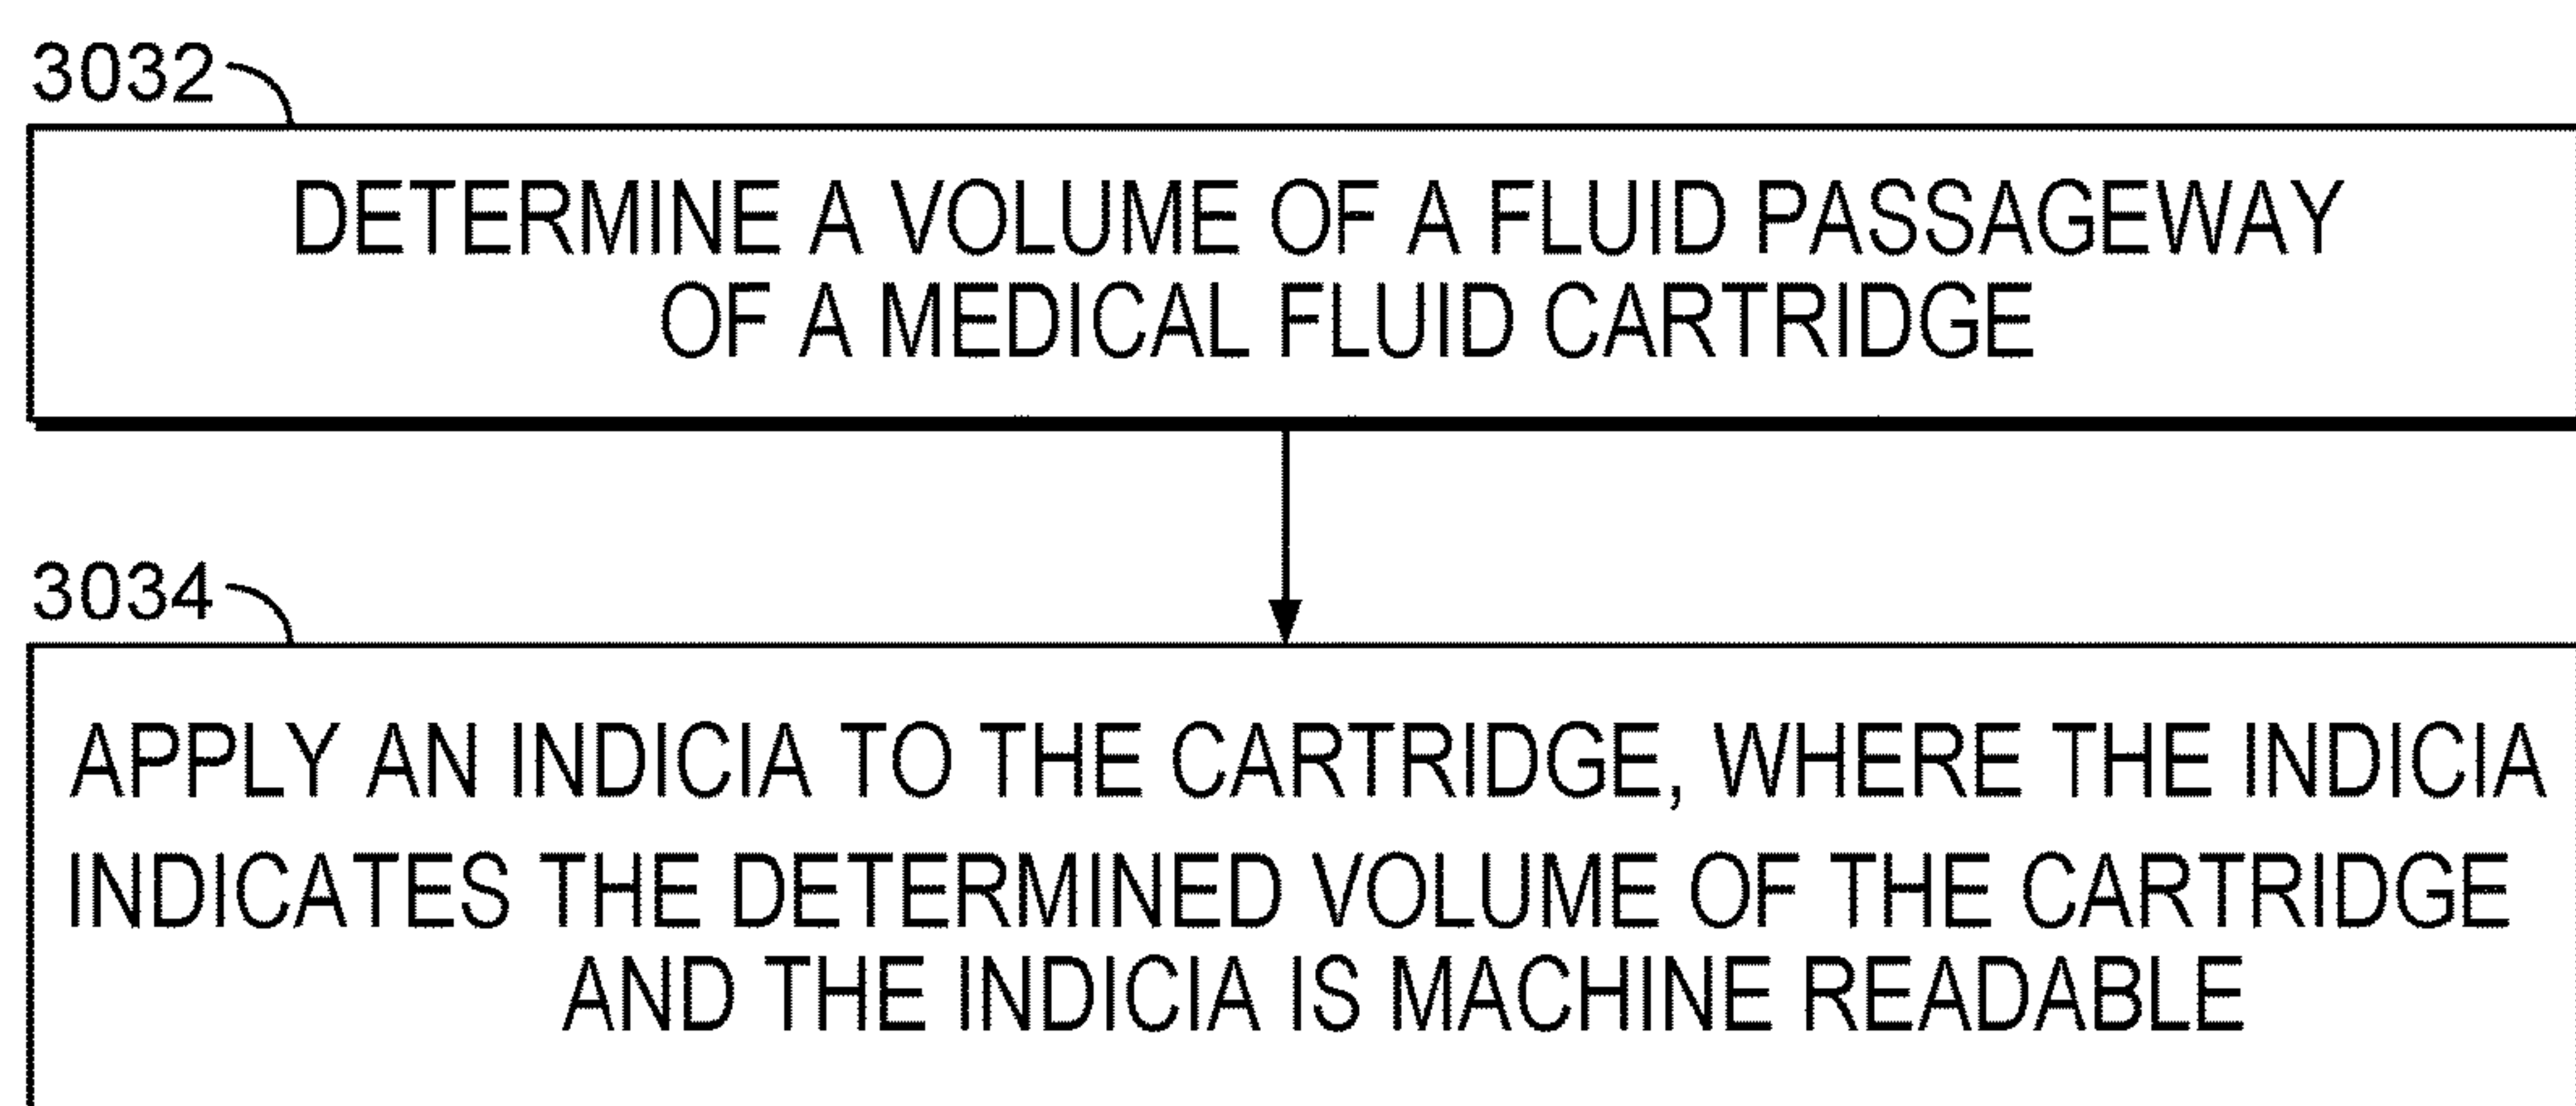 3032
DETERMINE A VOLUME OF A FLUID PASSAGEWAY
OF A MEDICAL FLUID CARTRIDGE
3034
APPLY AN INDICIA TO THE CARTRIDGE, WHERE THE INDICIA
INDICATES THE DETERMINED VOLUME OF THE CARTRIDGE
AND THE INDICIA IS MACHINE READABLE